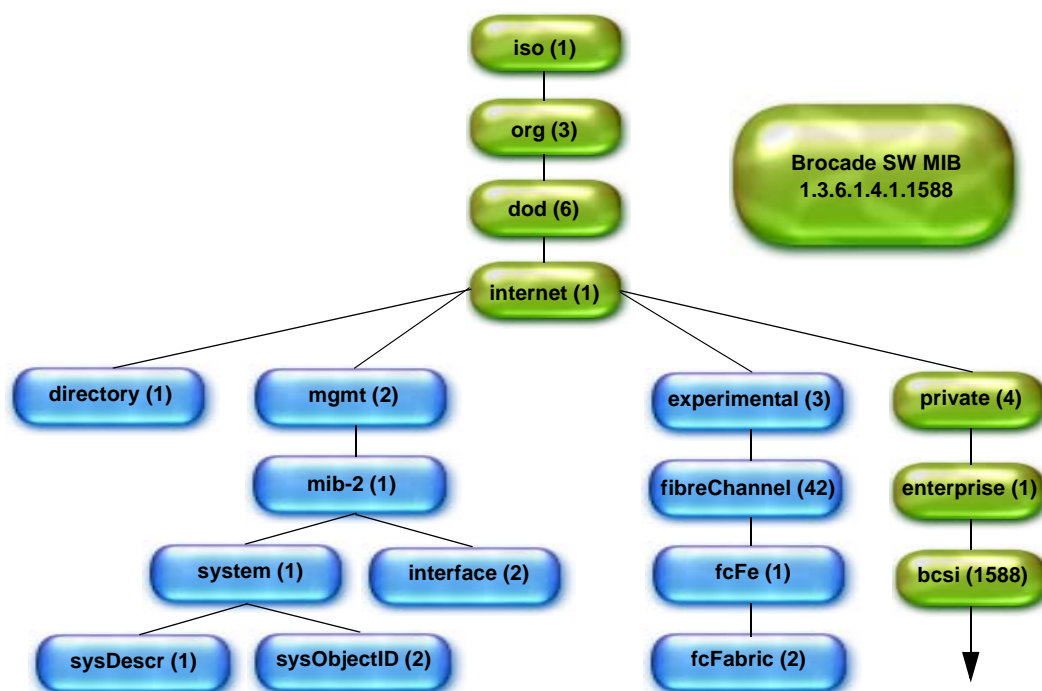 iso (1)
org (3)
Brocade SW MIB
1.3.6.1.4.1.1588
dod (6)
internet (1)
directory (1)
mgmt (2)
experimental (3)
private (4)
mib-2 (1)
fibreChannel (42)
enterprise (1)
system (1)
interface (2)
fcFe (1)
bcsi (1588)
sysDescr (1)
sysObjectID (2)
fcFabric (2)